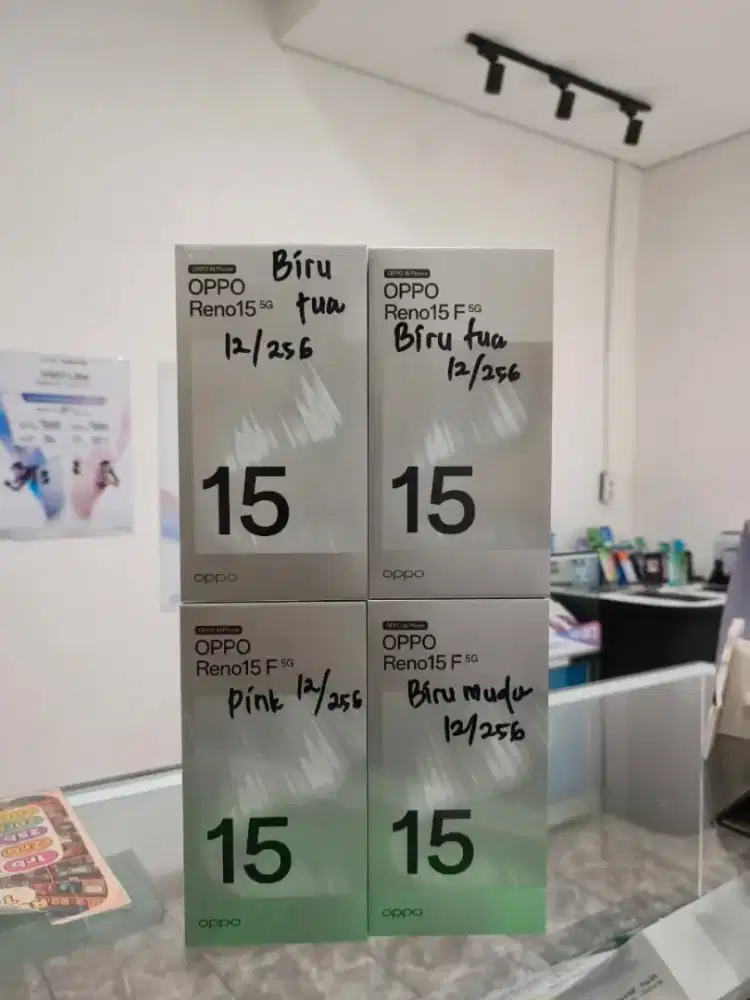 OPPO AI Phone
OPPO
Reno15 5G
Biru
tua
12/256
15
oppo
OPPO AI Phone
OPPO
Reno15 F 5G
Biru tua
12/256
15
oppo
OPPO AI Phone
OPPO
Reno15 F 5G
Pink 12/256
15
oppo
OPPO AI Phone
OPPO
Reno15 F 5G
Biru muda
12/256
15
oppo